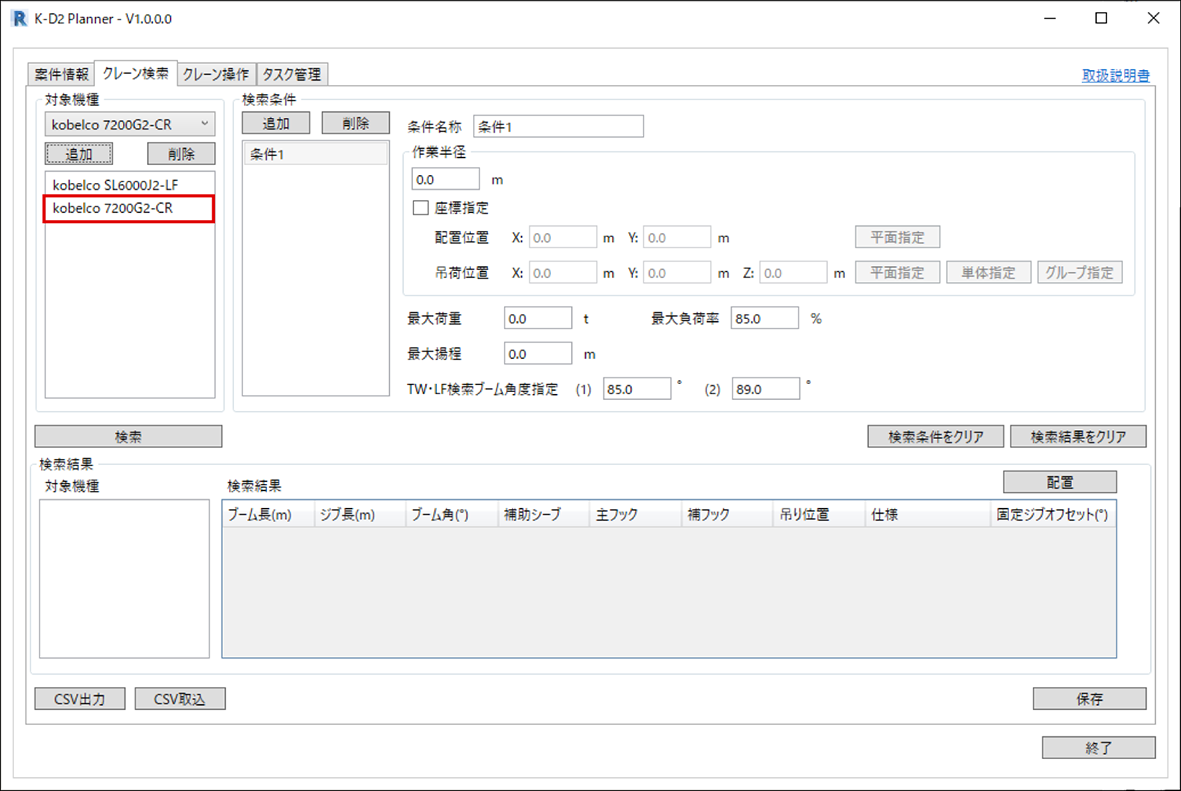 K-D2 Planner - V1.0.0.0
案件情報 クレーン検索 クレーン操作 タスク管理 取扱説明書
対象機種
kobelco 7200G2-CR
追加 削除
kobelco SL6000J2-LF
kobelco 7200G2-CR
検索条件
追加 削除
条件1
条件名称 条件1
作業半径
0.0 m
座標指定
配置位置 X: 0.0 m Y: 0.0 m 平面指定
吊荷位置 X: 0.0 m Y: 0.0 m Z: 0.0 m 平面指定 単体指定 グループ指定
最大荷重 0.0 t 最大負荷率 85.0 %
最大揚程 0.0 m
TW・LF検索ブーム角度指定 (1) 85.0 ° (2) 89.0 °
検索 検索条件をクリア 検索結果をクリア
検索結果
対象機種 検索結果 配置
ブーム長(m) ジブ長(m) ブーム角(°) 補助シーブ 主フック 補フック 吊り位置 仕様 固定ジブオフセット(°)
CSV出力 CSV取込 保存
終了